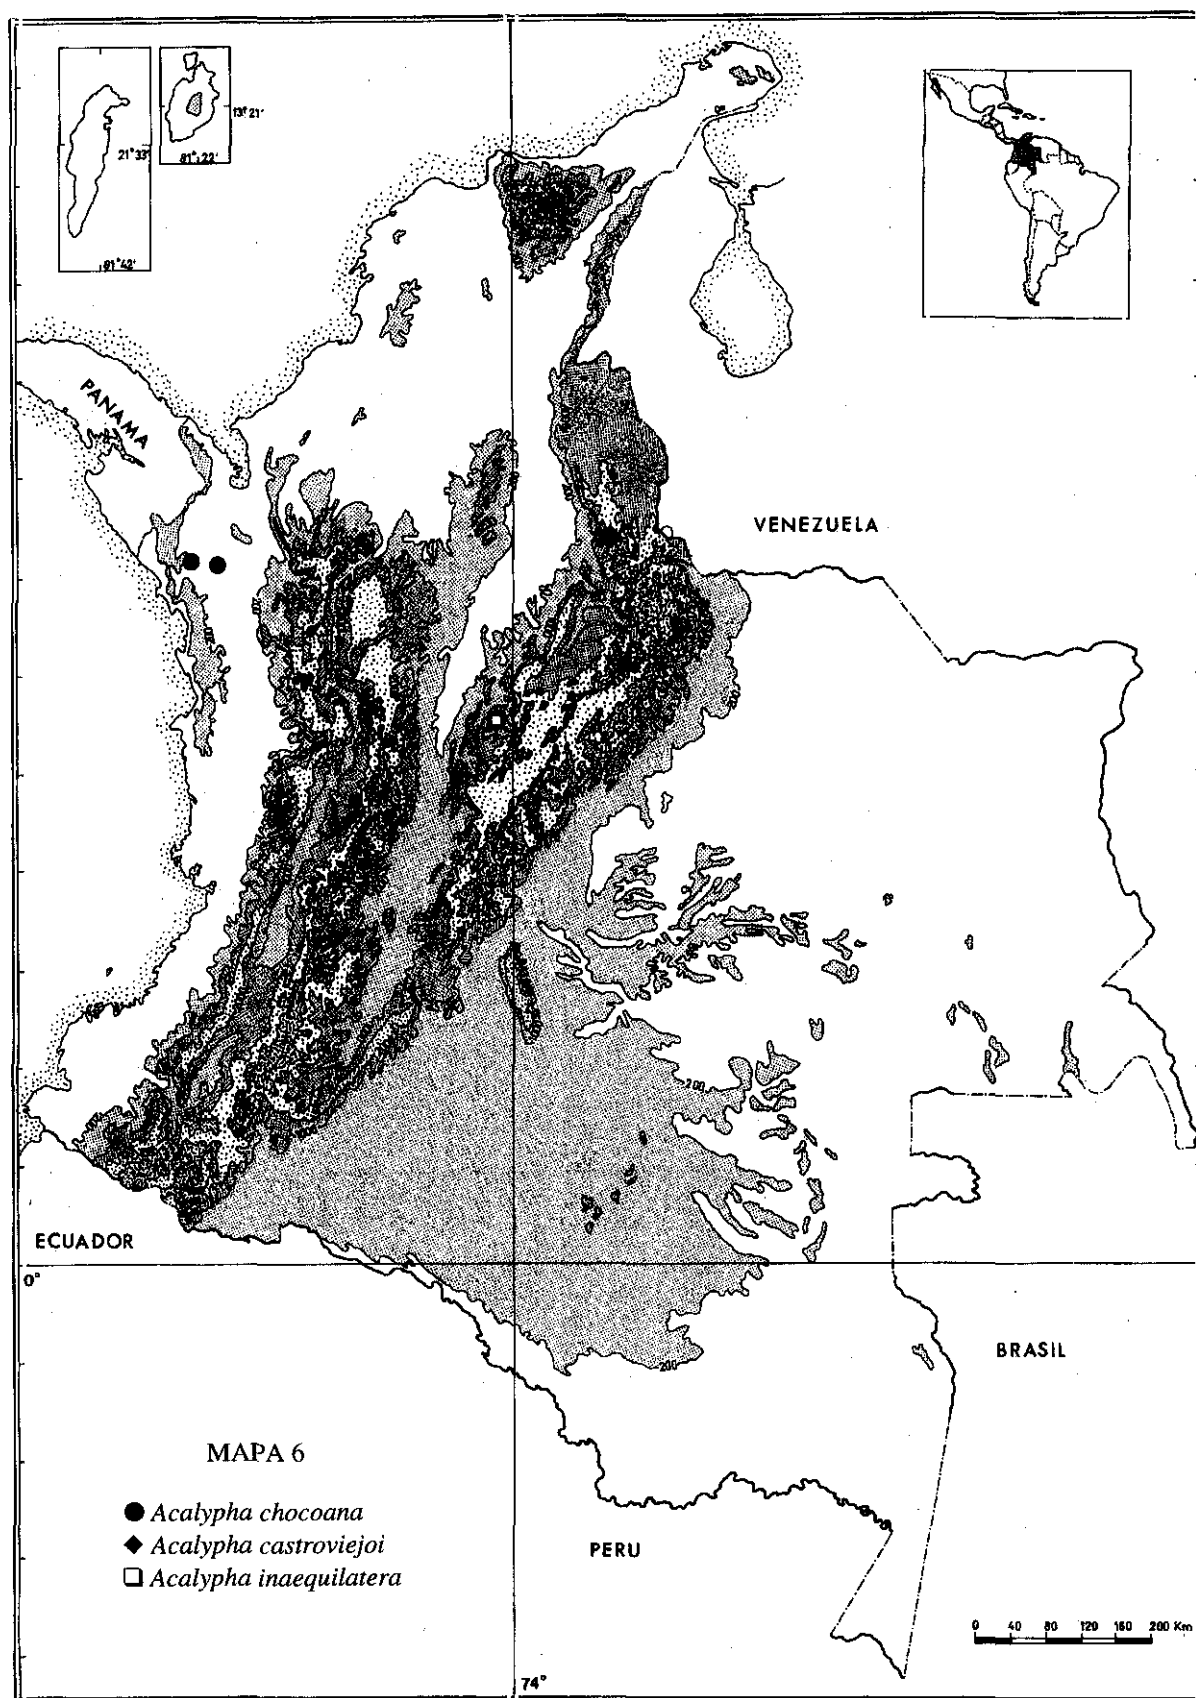 13° 21'
21° 33'
81° 22'
81° 42'
PANAMA
VENEZUELA
200
ECUADOR
0°
200
BRASIL
MAPA 6
Acalypha chocoana
Acalypha castroviejoi
Acalypha inaequilatera
PERU
0 40 80 120 160 200 Km
74°